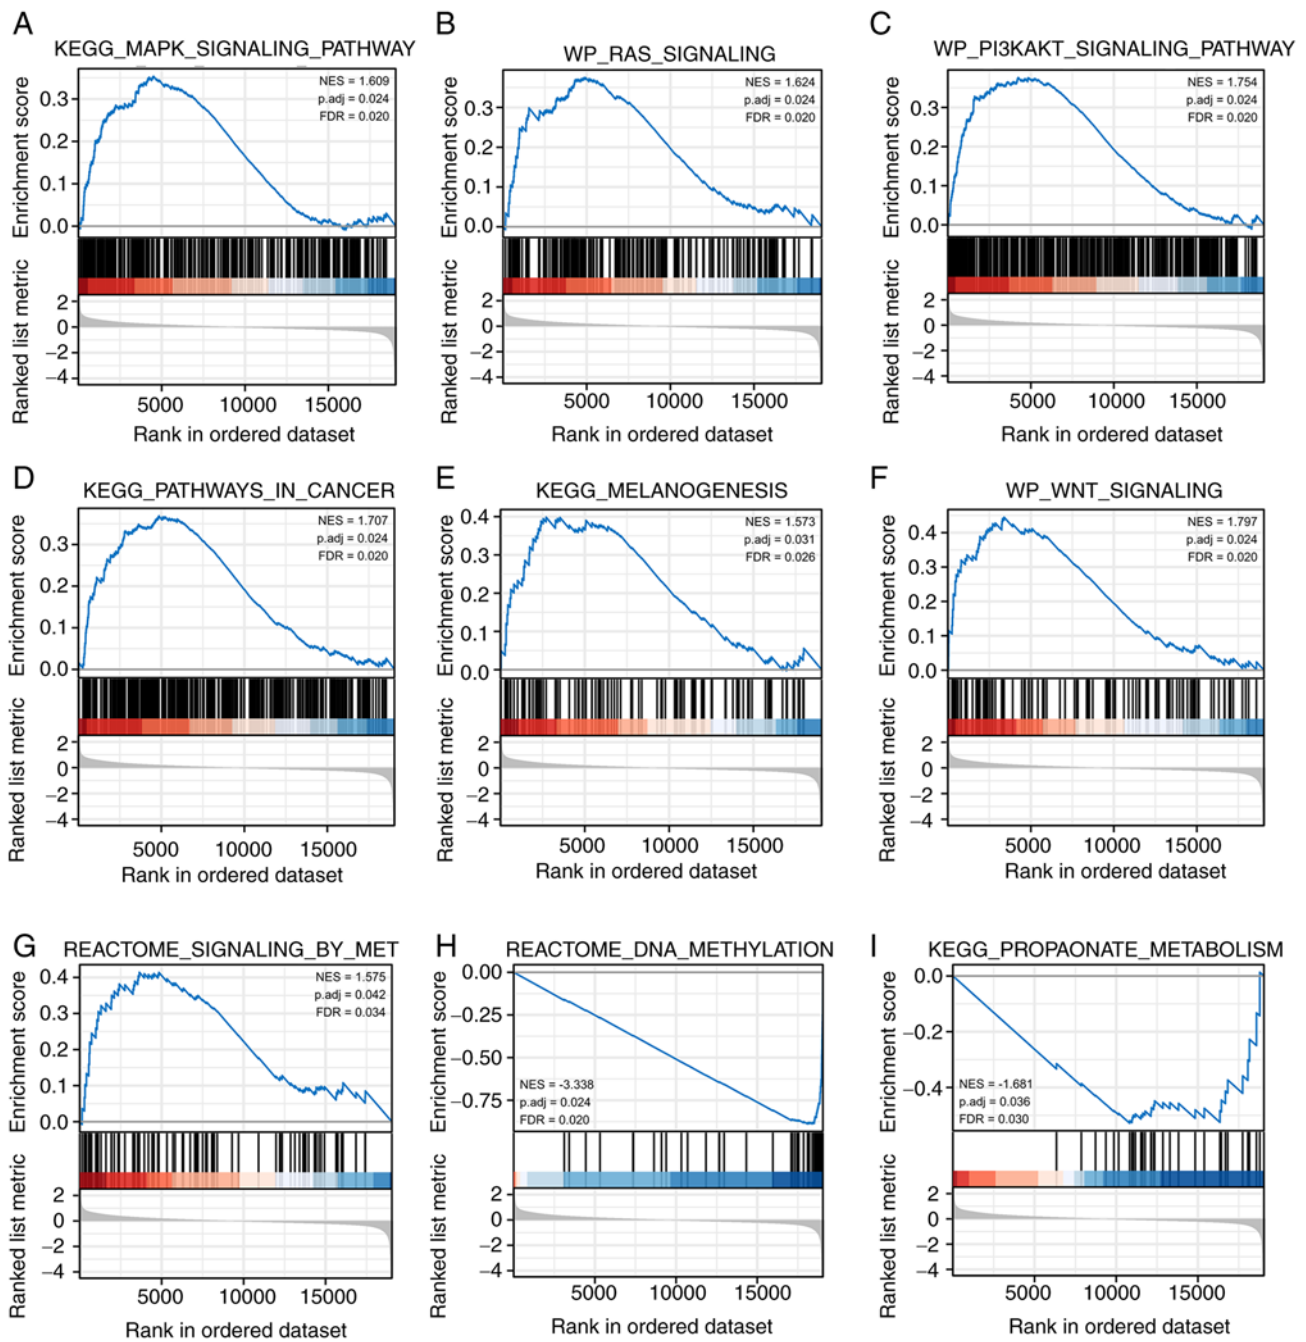 A
KEGG_MAPK_SIGNALING_PATHWAY
NES = 1.609
p.adj = 0.024
FDR = 0.020
Enrichment score
0.3
0.2
0.1
0.0
Ranked list metric
2
0
−2
−4
5000 10000 15000
Rank in ordered dataset
B
WP_RAS_SIGNALING
NES = 1.624
p.adj = 0.024
FDR = 0.020
Enrichment score
0.3
0.2
0.1
0.0
Ranked list metric
2
0
−2
−4
5000 10000 15000
Rank in ordered dataset
C
WP_PI3KAKT_SIGNALING_PATHWAY
NES = 1.754
p.adj = 0.024
FDR = 0.020
Enrichment score
0.3
0.2
0.1
0.0
Ranked list metric
2
0
−2
−4
5000 10000 15000
Rank in ordered dataset
D
KEGG_PATHWAYS_IN_CANCER
NES = 1.707
p.adj = 0.024
FDR = 0.020
Enrichment score
0.3
0.2
0.1
0.0
Ranked list metric
2
0
−2
−4
5000 10000 15000
Rank in ordered dataset
E
KEGG_MELANOGENESIS
NES = 1.573
p.adj = 0.031
FDR = 0.026
Enrichment score
0.4
0.3
0.2
0.1
0.0
Ranked list metric
2
0
−2
−4
5000 10000 15000
Rank in ordered dataset
F
WP_WNT_SIGNALING
NES = 1.797
p.adj = 0.024
FDR = 0.020
Enrichment score
0.4
0.3
0.2
0.1
0.0
Ranked list metric
2
0
−2
−4
5000 10000 15000
Rank in ordered dataset
G
REACTOME_SIGNALING_BY_MET
NES = 1.575
p.adj = 0.042
FDR = 0.034
Enrichment score
0.4
0.3
0.2
0.1
0.0
Ranked list metric
2
0
−2
−4
5000 10000 15000
Rank in ordered dataset
H
REACTOME_DNA_METHYLATION
NES = -3.338
p.adj = 0.024
FDR = 0.020
Enrichment score
0.00
−0.25
−0.50
−0.75
Ranked list metric
2
0
−2
−4
5000 10000 15000
Rank in ordered dataset
I
KEGG_PROPAONATE_METABOLISM
NES = -1.681
p.adj = 0.036
FDR = 0.030
Enrichment score
0.0
−0.2
−0.4
Ranked list metric
2
0
−2
−4
5000 10000 15000
Rank in ordered dataset